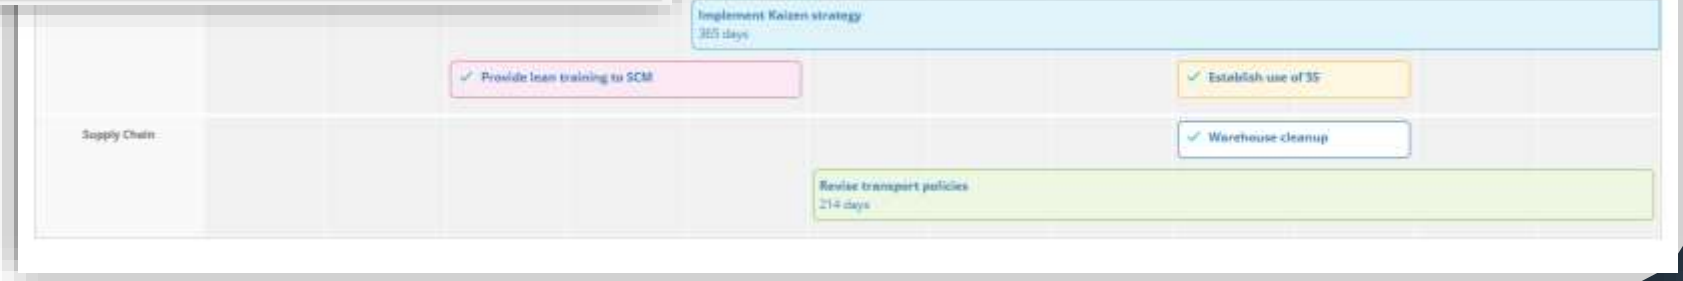 Implement Kaizen strategy
365 days
Provide lean training to SCM
Establish use of 5S
Supply Chain
Warehouse cleanup
Revise transport policies
214 days